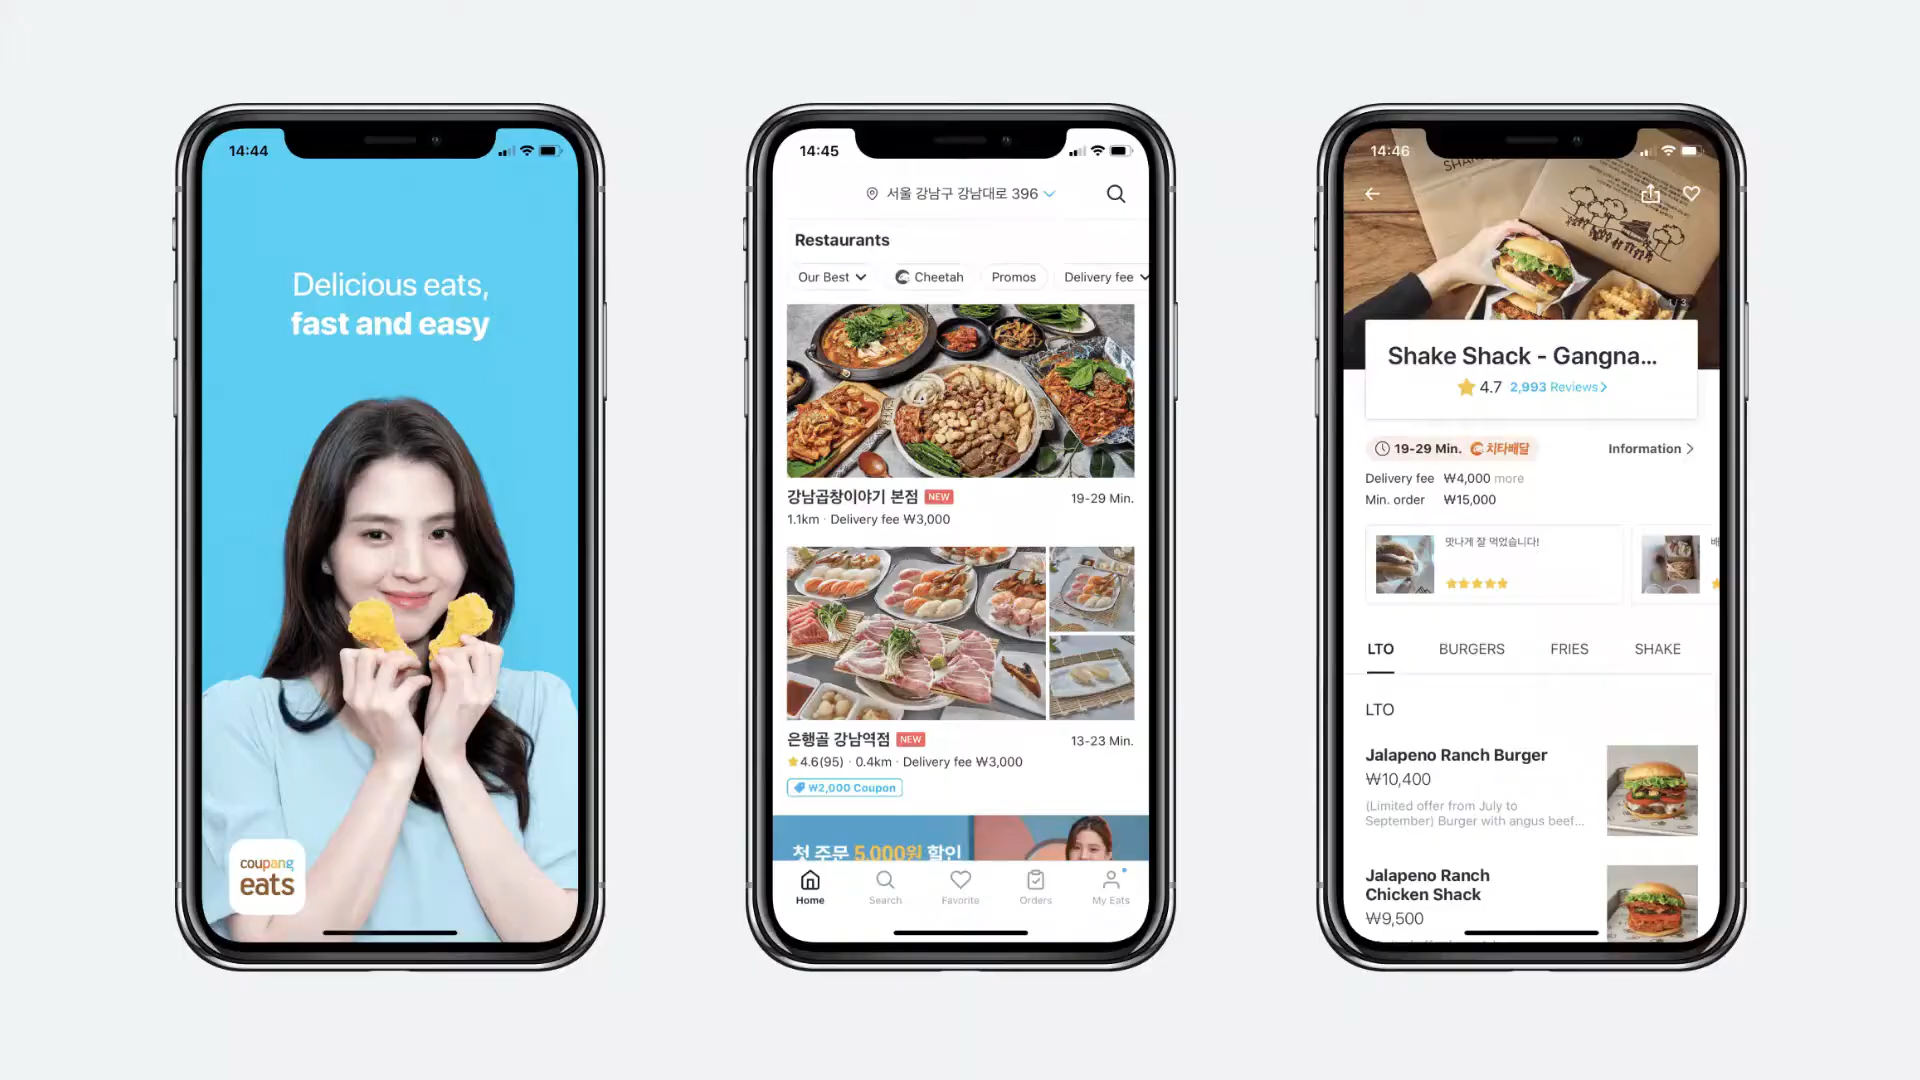 14:44
Delicious eats,
fast and easy
coupang
eats
14:45
서울 강남구 강남대로 396
Restaurants
Our Best
Cheetah
Promos
Delivery fee
강남곱창이야기 본점 NEW
19-29 Min.
1.1km · Delivery fee ₩3,000
은행골 강남역점 NEW
13-23 Min.
4.6(95) · 0.4km · Delivery fee ₩3,000
₩2,000 Coupon
첫 주문 5,000원 할인
Home
Search
Favorite
Orders
My Eats
14:46
1/3
Shake Shack - Gangna...
4.7 2,993 Reviews
19-29 Min. 치타배달
Information
Delivery fee ₩4,000 more
Min. order ₩15,000
맛나게 잘 먹었습니다!
LTO
BURGERS
FRIES
SHAKE
LTO
Jalapeno Ranch Burger
₩10,400
(Limited offer from July to
September) Burger with angus beef...
Jalapeno Ranch
Chicken Shack
₩9,500